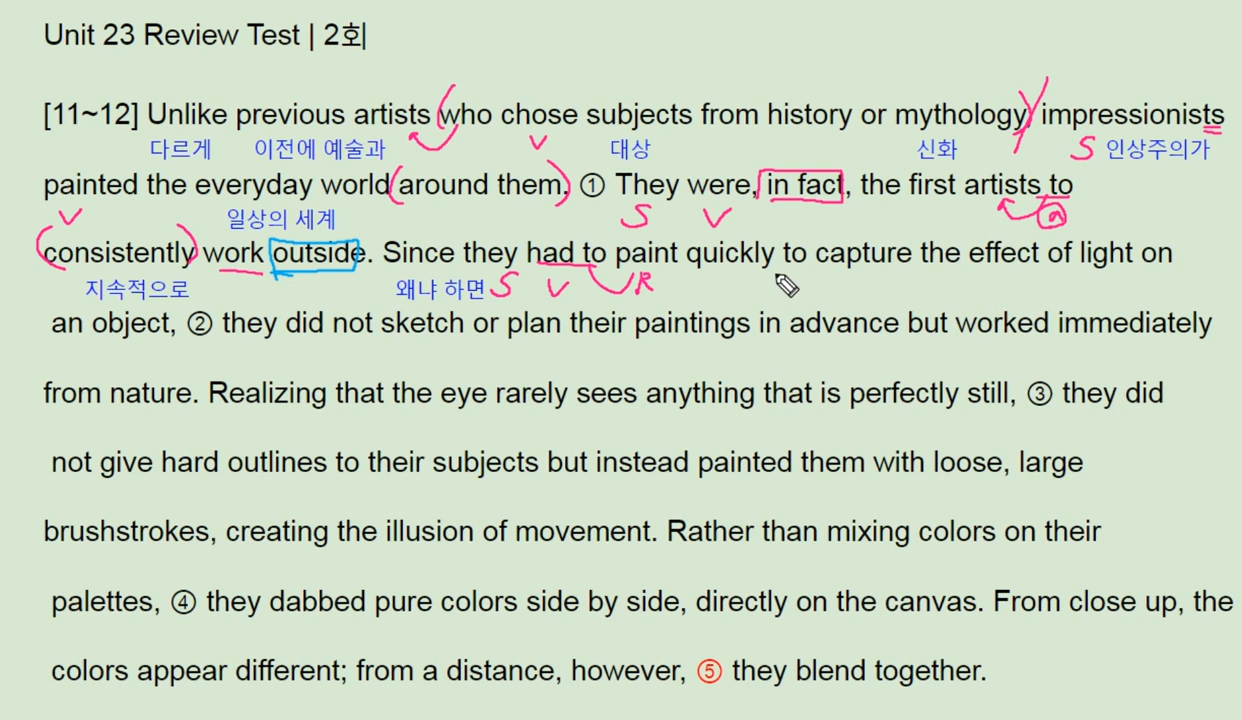 Unit 23 Review Test | 2회
[11~12] Unlike previous artists who chose subjects from history or mythology, impressionists
다르게 이전에 예술과 V 대상 신화 S 인상주의가
painted the everyday world around them. ① They were, in fact, the first artists to
V 일상의 세계 S V a
consistently work outside. Since they had to paint quickly to capture the effect of light on
지속적으로 왜냐 하면 S V R
an object, ② they did not sketch or plan their paintings in advance but worked immediately
from nature. Realizing that the eye rarely sees anything that is perfectly still, ③ they did
not give hard outlines to their subjects but instead painted them with loose, large
brushstrokes, creating the illusion of movement. Rather than mixing colors on their
palettes, ④ they dabbed pure colors side by side, directly on the canvas. From close up, the
colors appear different; from a distance, however, ⑤ they blend together.